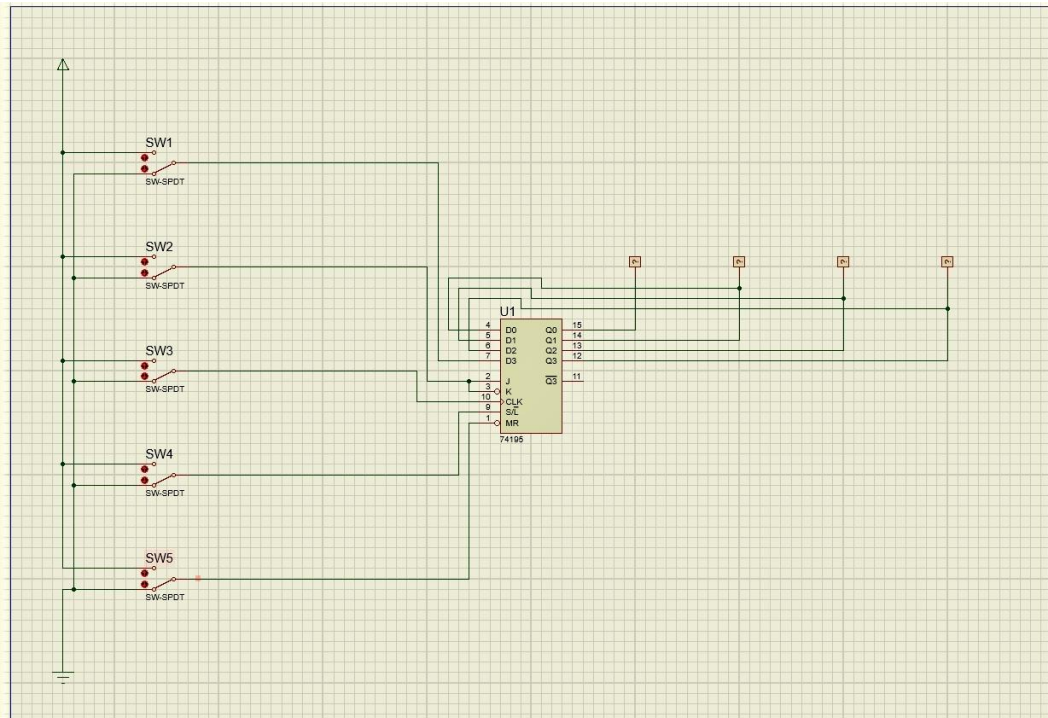 SW1
SW-SPDT
SW2
SW-SPDT
SW3
SW-SPDT
SW4
SW-SPDT
SW5
SW-SPDT
? ? ? ?
U1
4 D0 Q0 15
5 D1 Q1 14
6 D2 Q2 13
7 D3 Q3 12
2 J Q3 11
3 K
10 CLK
9 S/L
1 MR
74195